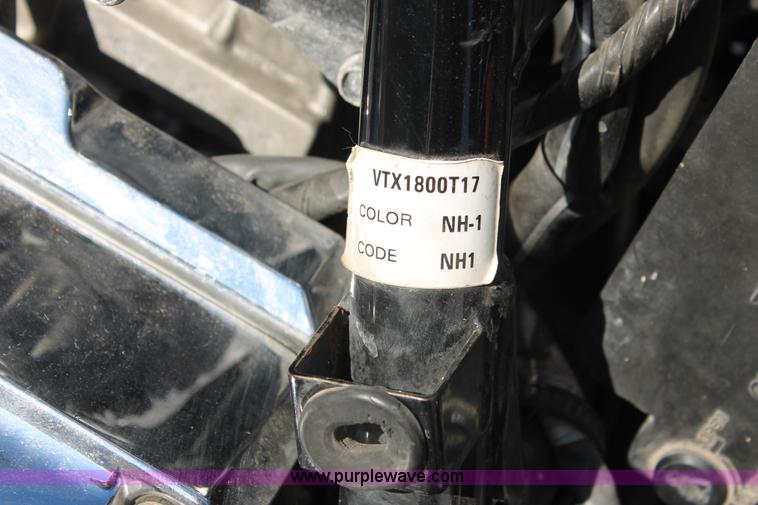 VTX1800T17
COLOR NH-1
CODE NH1
www.purplewave.com